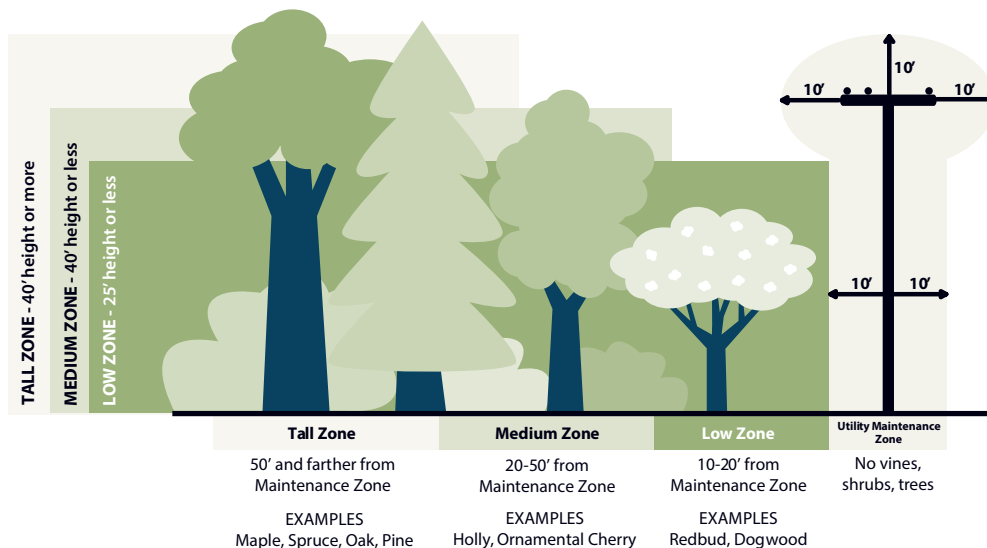 TALL ZONE - 40' height or more
MEDIUM ZONE - 40' height or less
LOW ZONE - 25' height or less
10'
10'
10'
10'
10'
Tall Zone
50' and farther from
Maintenance Zone
EXAMPLES
Maple, Spruce, Oak, Pine
Medium Zone
20-50' from
Maintenance Zone
EXAMPLES
Holly, Ornamental Cherry
Low Zone
10-20' from
Maintenance Zone
EXAMPLES
Redbud, Dogwood
Utility Maintenance
Zone
No vines,
shrubs, trees